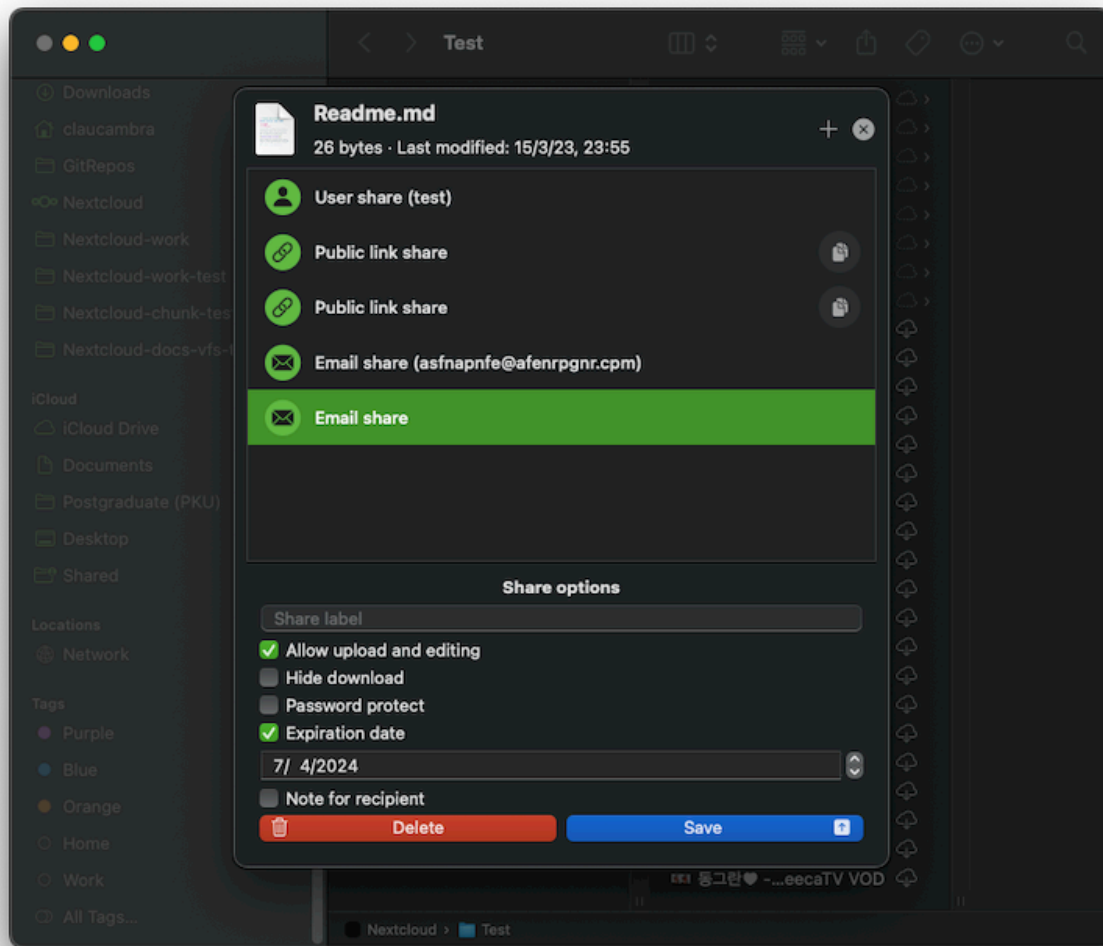 Test
Downloads
claucambra
GitRepos
Nextcloud
Nextcloud-work
Nextcloud-work-test
Nextcloud-chunk-tes
Nextcloud-docs-vfs-t
iCloud
iCloud Drive
Documents
Postgraduate (PKU)
Desktop
Shared
Locations
Network
Tags
Purple
Blue
Orange
Home
Work
All Tags...
Readme.md
26 bytes · Last modified: 15/3/23, 23:55
User share (test)
Public link share
Public link share
Email share (asfnapnfe@afenrpgnr.cpm)
Email share
Share options
Share label
Allow upload and editing
Hide download
Password protect
Expiration date
7/ 4/2024
Note for recipient
Delete
Save
동그란♥ -...eecaTV VOD
Nextcloud › Test